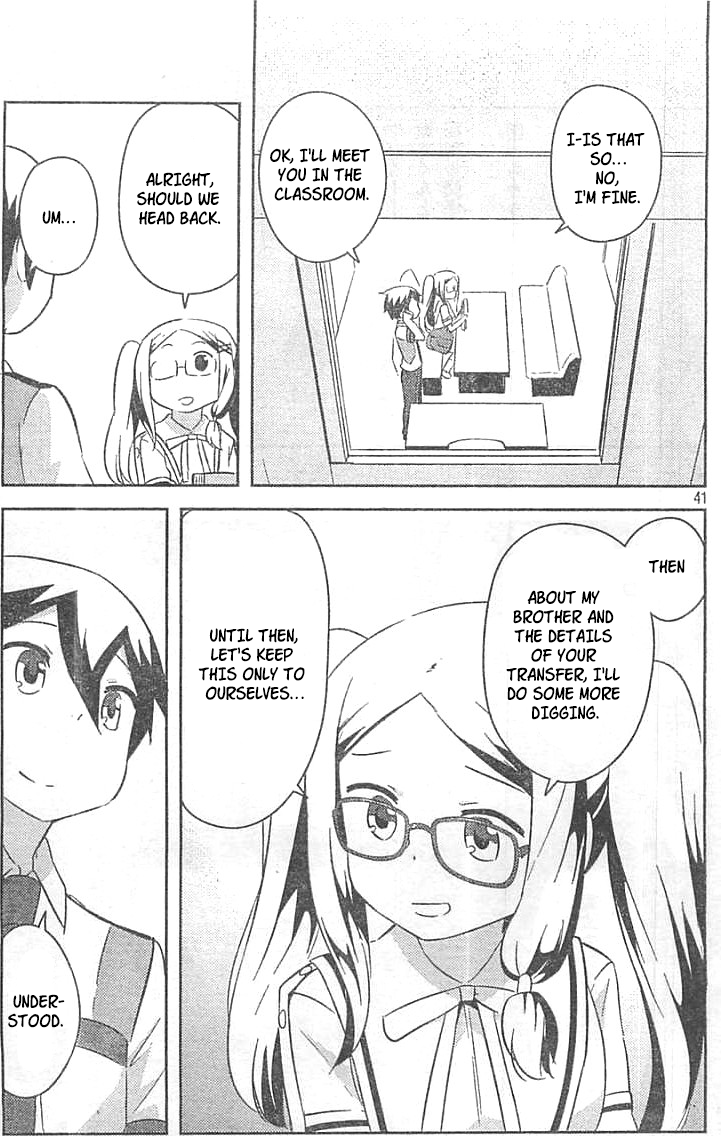 I-IS THAT
SO...
NO,
I'M FINE.
OK, I'LL MEET
YOU IN THE
CLASSROOM.
ALRIGHT,
SHOULD WE
HEAD BACK.
UM...
41
THEN
ABOUT MY
BROTHER AND
THE DETAILS
OF YOUR
TRANSFER, I'LL
DO SOME MORE
DIGGING.
UNTIL THEN,
LET'S KEEP
THIS ONLY TO
OURSELVES...
UNDER-
STOOD.